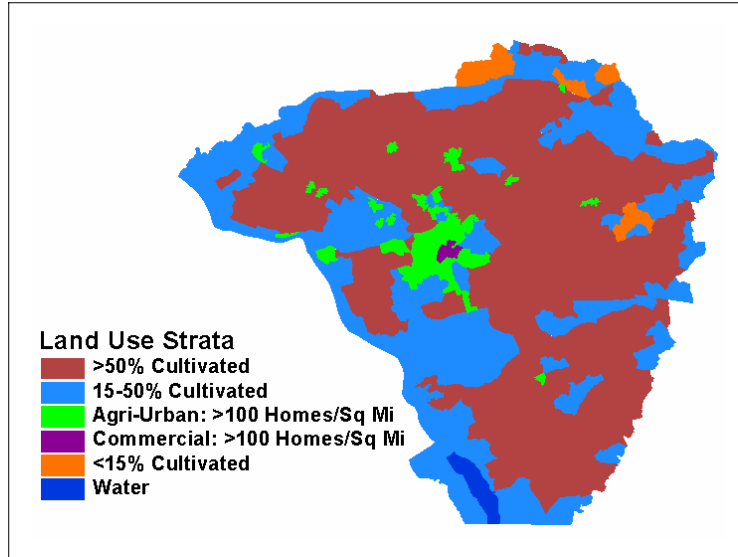 Land Use Strata
>50% Cultivated
15-50% Cultivated
Agri-Urban: >100 Homes/Sq Mi
Commercial: >100 Homes/Sq Mi
<15% Cultivated
Water